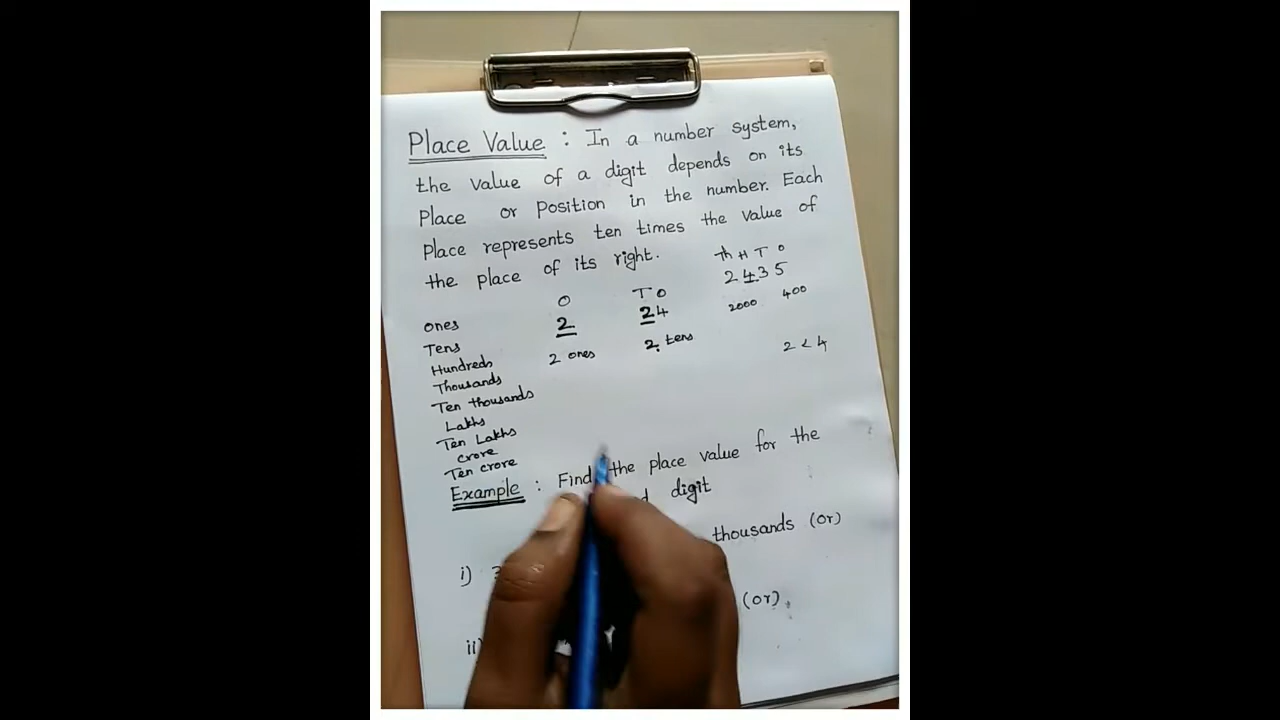 Place Value : In a number system,
the value of a digit depends on its
Place or Position in the number. Each
Place represents ten times the value of
the place of its right.
Th H T O
2 4 3 5
2000 400
2 < 4
O
2
2 ones
T O
24
2 tens
ones
Tens
Hundreds
Thousands
Ten thousands
Lakhs
Ten Lakhs
crore
Ten crore
Example : Find the place value for the
digit
i) thousands (or)
ii) (or)